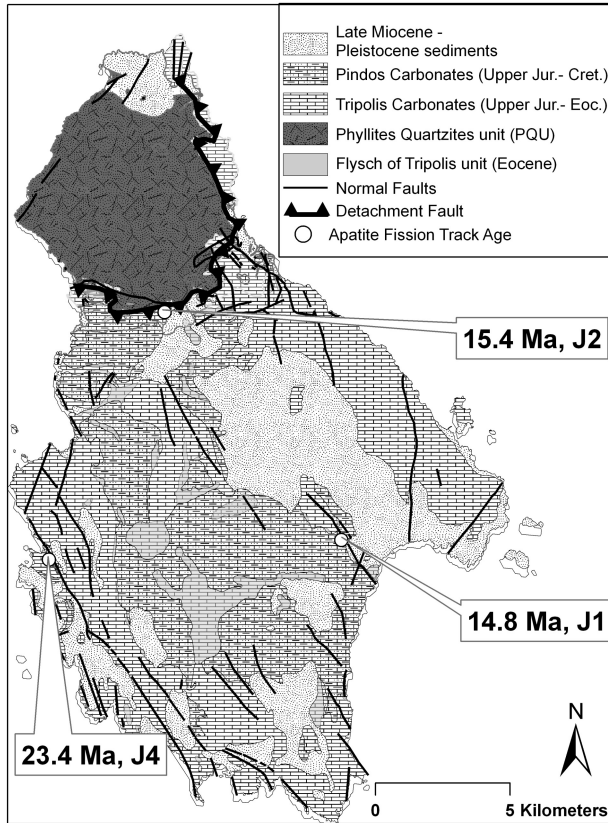 Late Miocene -
Pleistocene sediments
Pindos Carbonates (Upper Jur.- Cret.)
Tripolis Carbonates (Upper Jur.- Eoc.)
Phyllites Quartzites unit (PQU)
Flysch of Tripolis unit (Eocene)
Normal Faults
Detachment Fault
Apatite Fission Track Age
15.4 Ma, J2
14.8 Ma, J1
23.4 Ma, J4
N
0 5 Kilometers